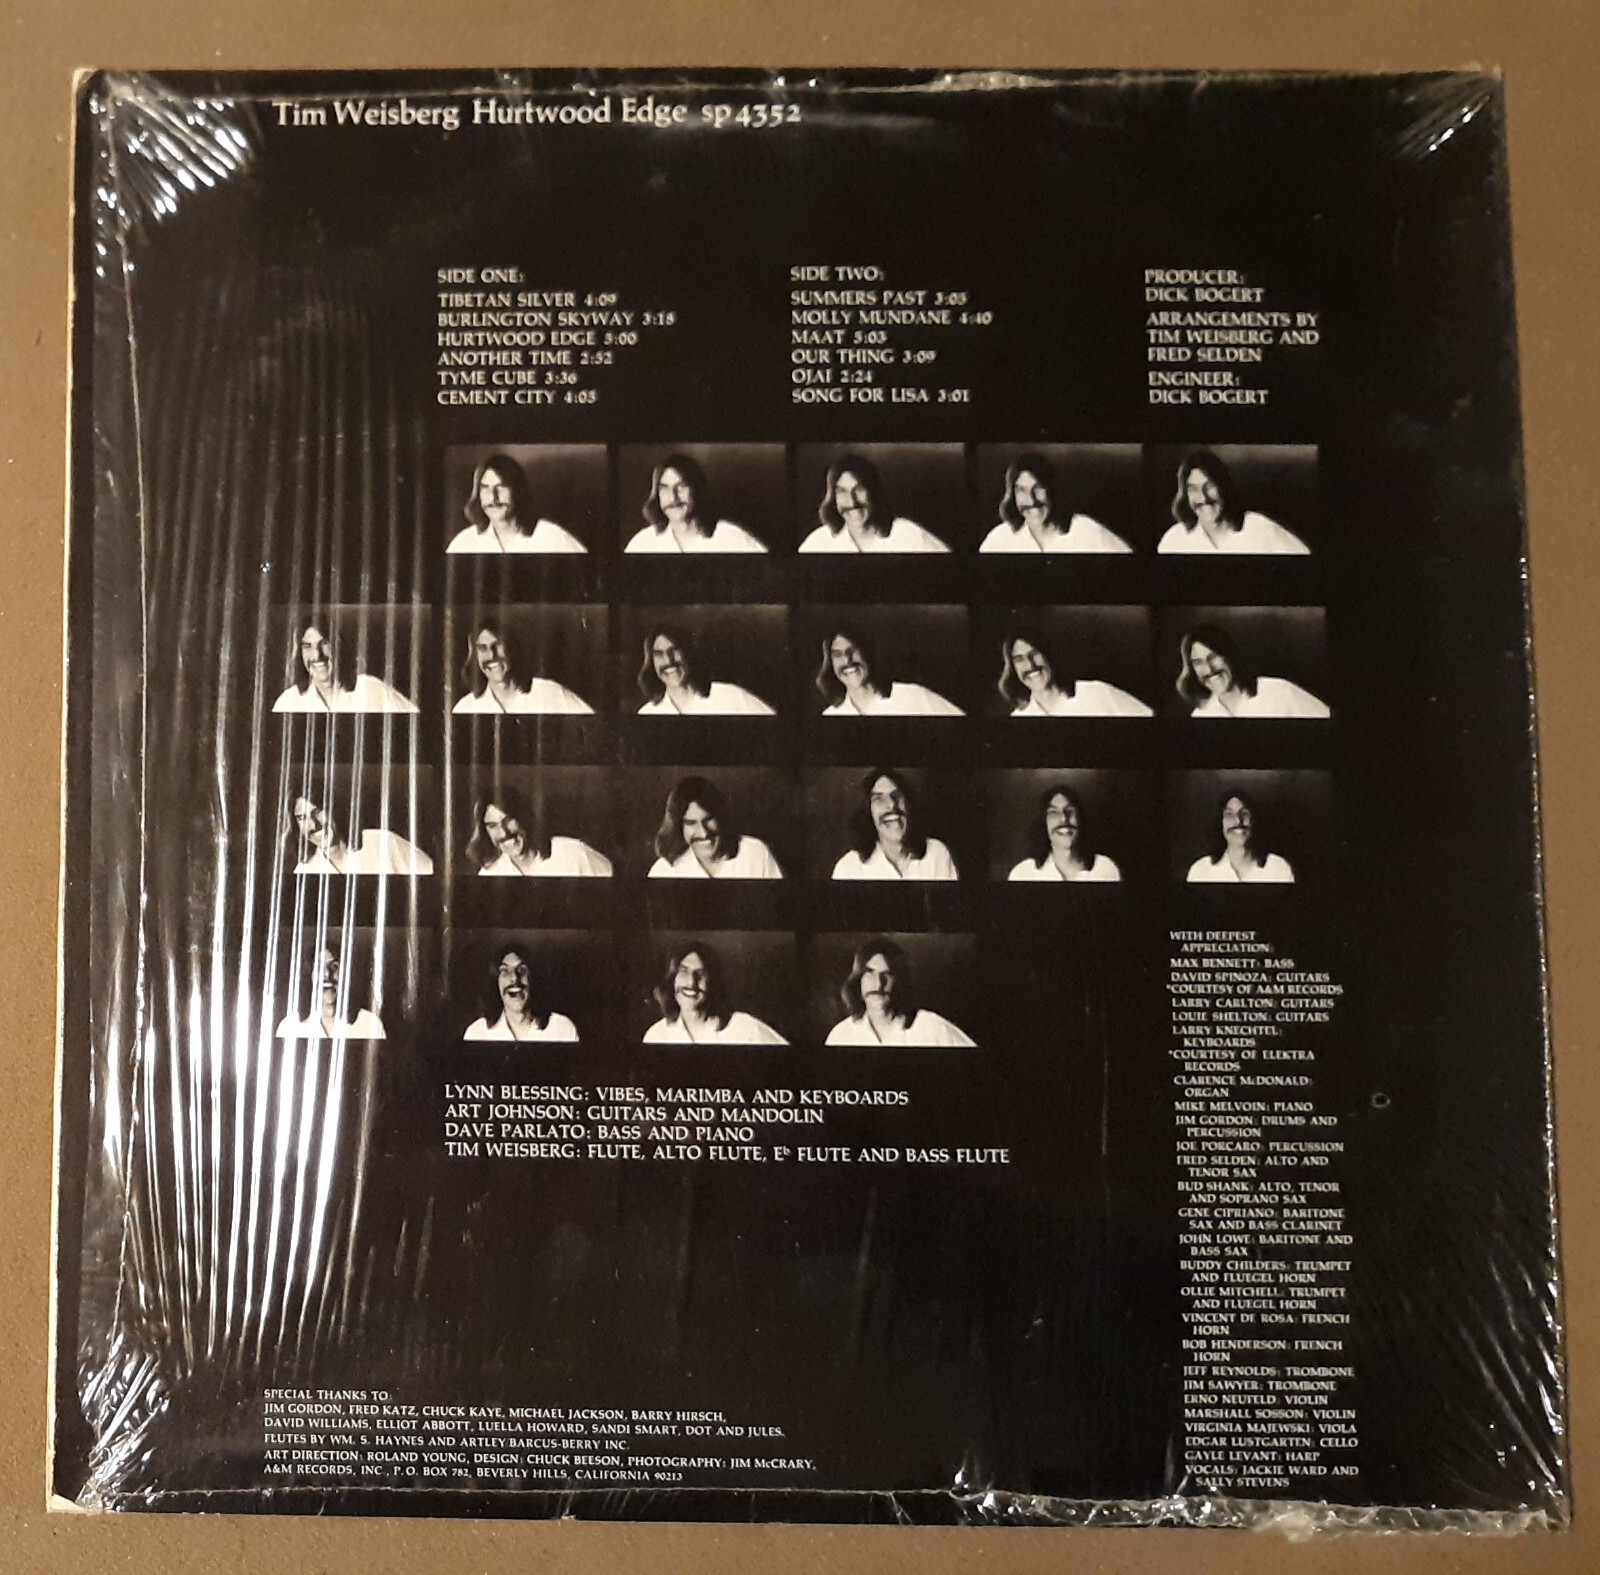 Tim Weisberg Hurtwood Edge sp4352
SIDE ONE:
TIBETAN SILVER 4:09
BURLINGTON SKYWAY 3:18
HURTWOOD EDGE 5:00
ANOTHER TIME 2:52
TYME CUBE 3:36
CEMENT CITY 4:05
SIDE TWO:
SUMMERS PAST 3:05
MOLLY MUNDANE 4:40
MAAT 5:03
OUR THING 3:09
OJAI 2:24
SONG FOR LISA 3:01
PRODUCER:
DICK BOGERT
ARRANGEMENTS BY
TIM WEISBERG AND
FRED SELDEN
ENGINEER:
DICK BOGERT
LYNN BLESSING: VIBES, MARIMBA AND KEYBOARDS
ART JOHNSON: GUITARS AND MANDOLIN
DAVE PARLATO: BASS AND PIANO
TIM WEISBERG: FLUTE, ALTO FLUTE, E♭ FLUTE AND BASS FLUTE
WITH DEEPEST
APPRECIATION:
MAX BENNETT: BASS
DAVID SPINOZA: GUITARS
*COURTESY OF A&M RECORDS
LARRY CARLTON: GUITARS
LOUIE SHELTON: GUITARS
LARRY KNECHTEL:
KEYBOARDS
*COURTESY OF ELEKTRA
RECORDS
CLARENCE McDONALD:
ORGAN
MIKE MELVOIN: PIANO
JIM GORDON: DRUMS AND
PERCUSSION
JOE PORCARO: PERCUSSION
FRED SELDEN: ALTO AND
TENOR SAX
BUD SHANK: ALTO, TENOR
AND SOPRANO SAX
GENE CIPRIANO: BARITONE
SAX AND BASS CLARINET
JOHN LOWE: BARITONE AND
BASS SAX
BUDDY CHILDERS: TRUMPET
AND FLUEGEL HORN
OLLIE MITCHELL: TRUMPET
AND FLUEGEL HORN
VINCENT DE ROSA: FRENCH
HORN
BOB HENDERSON: FRENCH
HORN
JEFF REYNOLDS: TROMBONE
JIM SAWYER: TROMBONE
ERNO NEUFELD: VIOLIN
MARSHALL SOSSON: VIOLIN
VIRGINIA MAJEWSKI: VIOLA
EDGAR LUSTGARTEN: CELLO
GAYLE LEVANT: HARP
VOCALS: JACKIE WARD AND
SALLY STEVENS
SPECIAL THANKS TO:
JIM GORDON, FRED KATZ, CHUCK KAYE, MICHAEL JACKSON, BARRY HIRSCH,
DAVID WILLIAMS, ELLIOT ABBOTT, LUELLA HOWARD, SANDI SMART, DOT AND JULES.
FLUTES BY WM. S. HAYNES AND ARTLEY/BARCUS-BERRY INC.
ART DIRECTION: ROLAND YOUNG, DESIGN: CHUCK BEESON, PHOTOGRAPHY: JIM McCRARY,
A&M RECORDS, INC., P.O. BOX 782, BEVERLY HILLS, CALIFORNIA 90213